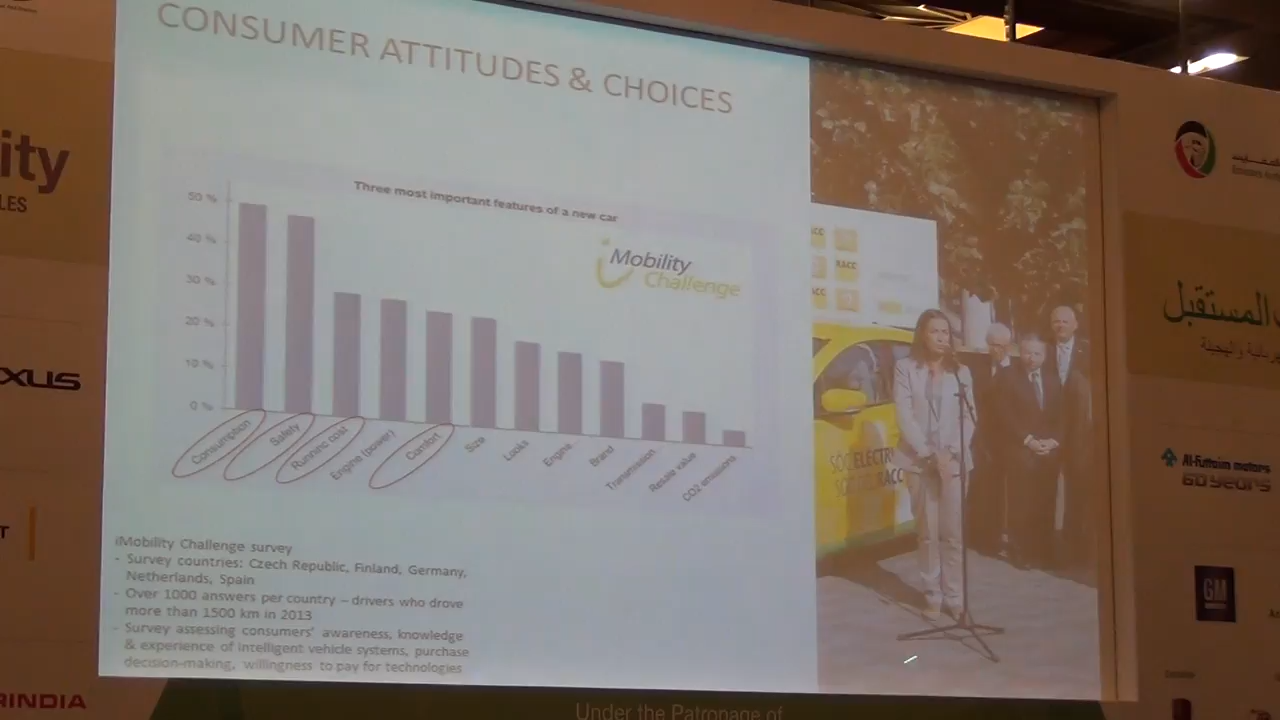 CONSUMER ATTITUDES & CHOICES
Three most important features of a new car
Mobility
Challenge
50 %
40 %
30 %
20 %
10 %
0 %
Consumption
Safety
Running cost
Engine (power)
Comfort
Size
Looks
Engine...
Brand
Transmission
Resale value
CO2 emissions
iMobility Challenge survey
- Survey countries: Czech Republic, Finland, Germany,
Netherlands, Spain
- Over 1000 answers per country – drivers who drove
more than 1500 km in 2013
- Survey assessing consumers' awareness, knowledge
& experience of intelligent vehicle systems, purchase
decision-making, willingness to pay for technologies
RACC
ELECTR
RACC
ity
LES
XUS
T
RINDIA
المستقبل
والهجينة
Al-Futtaim motors
60 years
GM
Under the Patronage of